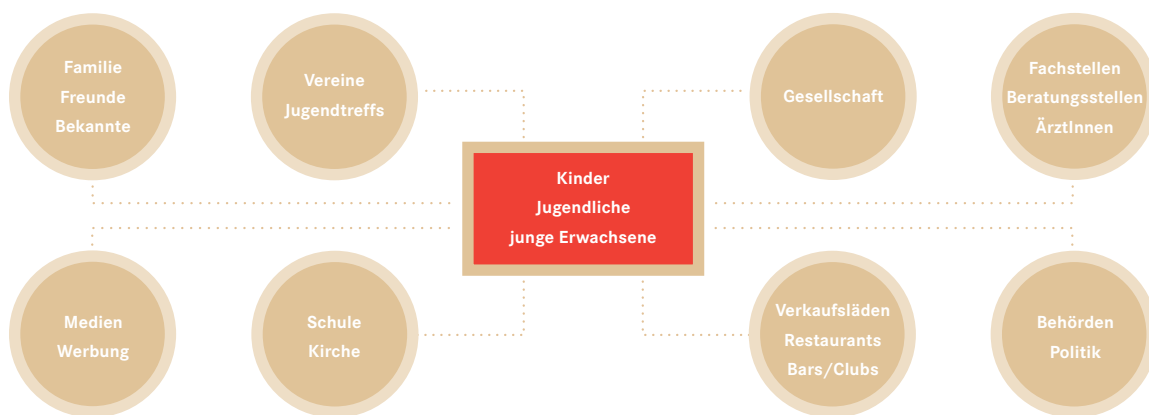 Familie
Freunde
Bekannte
Vereine
Jugendtreffs
Gesellschaft
Fachstellen
Beratungsstellen
ÄrztInnen
Kinder
Jugendliche
junge Erwachsene
Medien
Werbung
Schule
Kirche
Verkaufsläden
Restaurants
Bars/Clubs
Behörden
Politik